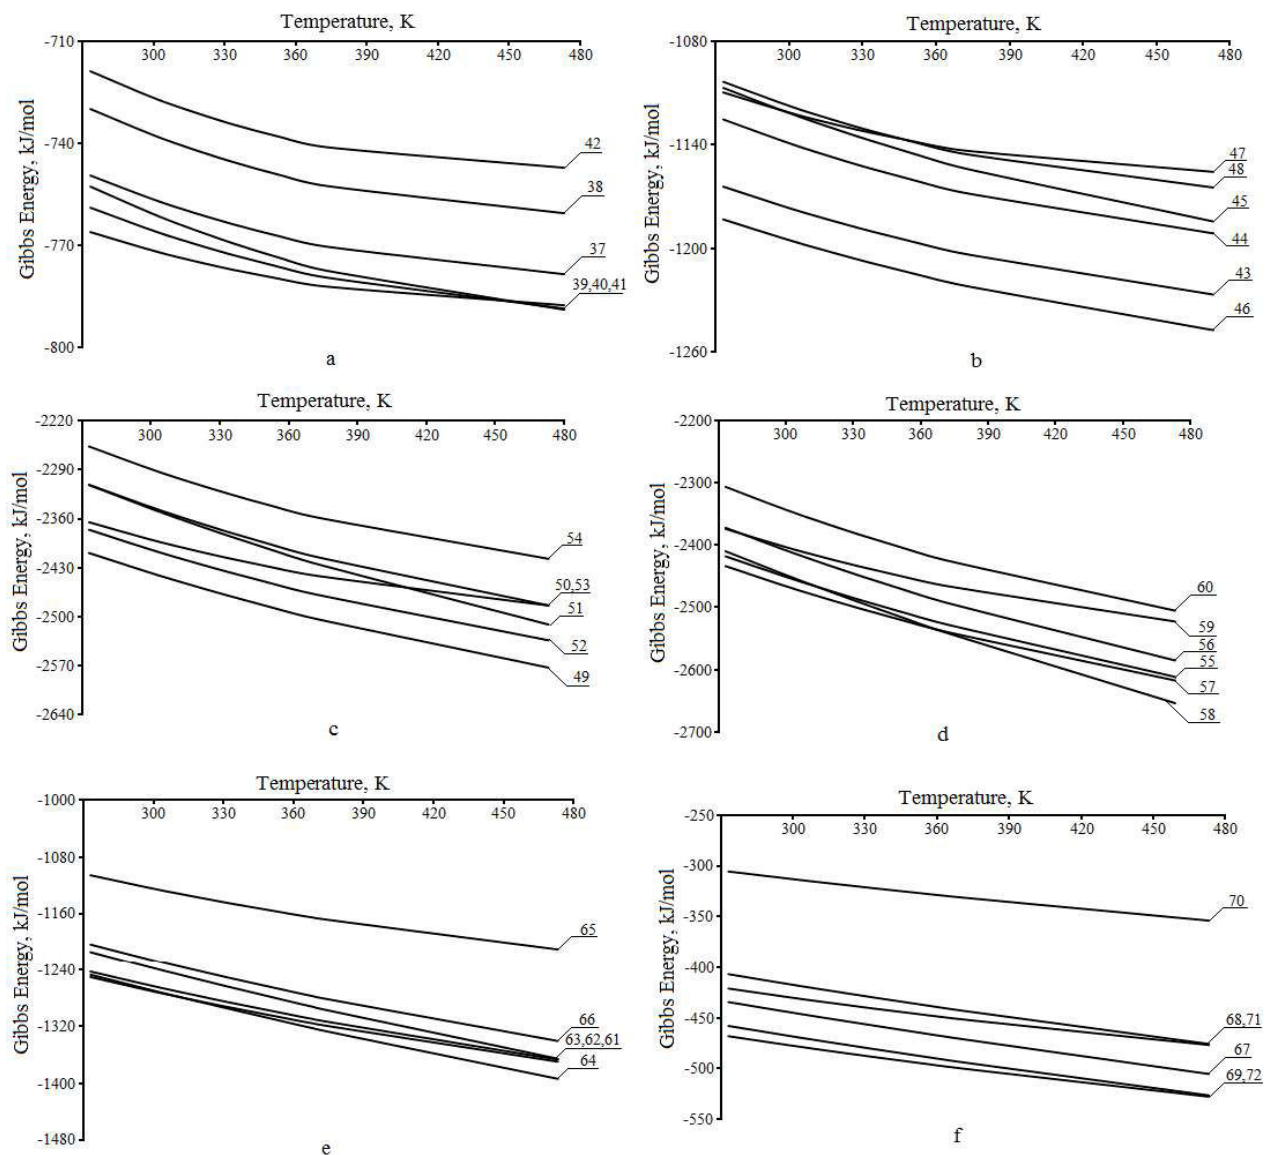 Temperature, K
-710
300 330 360 390 420 450 480
-740
-770
-800
Gibbs Energy, kJ/mol
42
38
37
39,40,41
a
Temperature, K
-1080
300 330 360 390 420 450 480
-1140
-1200
-1260
Gibbs Energy, kJ/mol
47
48
45
44
43
46
b
Temperature, K
-2220
300 330 360 390 420 450 480
-2290
-2360
-2430
-2500
-2570
-2640
Gibbs Energy, kJ/mol
54
50,53
51
52
49
c
Temperature, K
-2200
300 330 360 390 420 450 480
-2300
-2400
-2500
-2600
-2700
Gibbs Energy, kJ/mol
60
59
56
55
57
58
d
Temperature, K
-1000
300 330 360 390 420 450 480
-1080
-1160
-1240
-1320
-1400
-1480
Gibbs Energy, kJ/mol
65
66
63,62,61
64
e
Temperature, K
-250
300 330 360 390 420 450 480
-300
-350
-400
-450
-500
-550
Gibbs Energy, kJ/mol
70
68,71
67
69,72
f